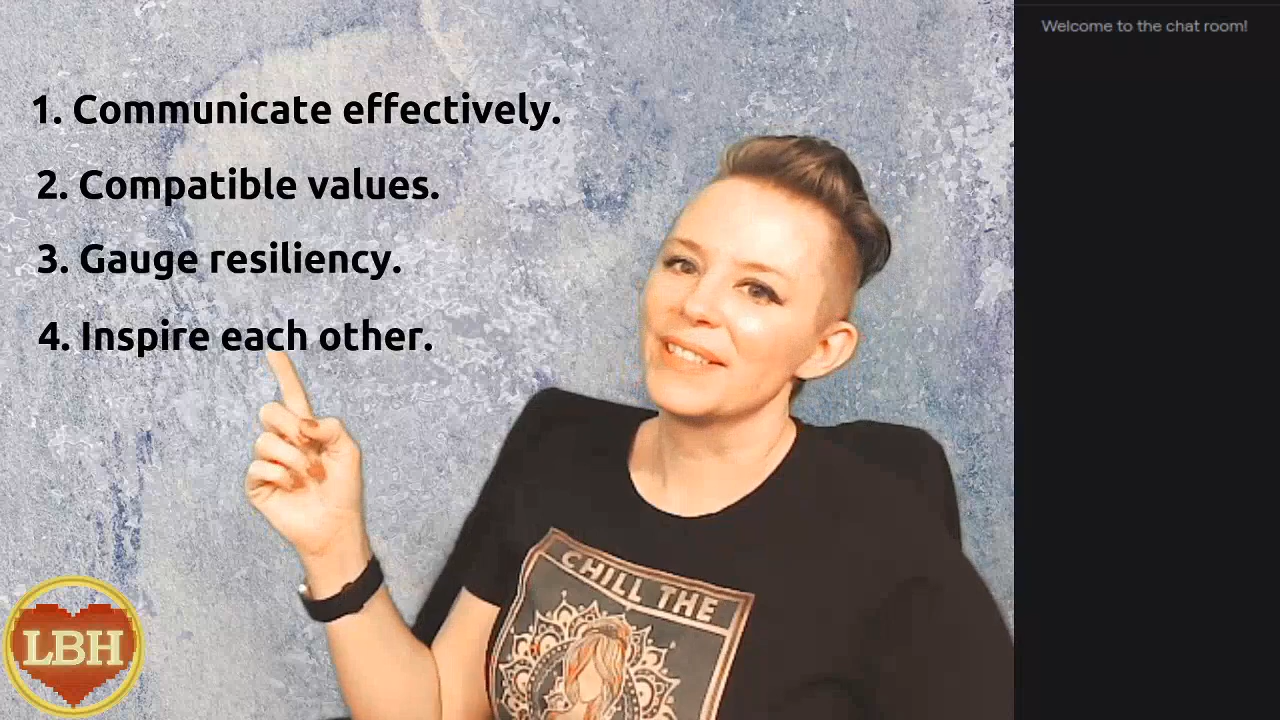 1. Communicate effectively.
2. Compatible values.
3. Gauge resiliency.
4. Inspire each other.
Welcome to the chat room!
CHILL THE
LBH